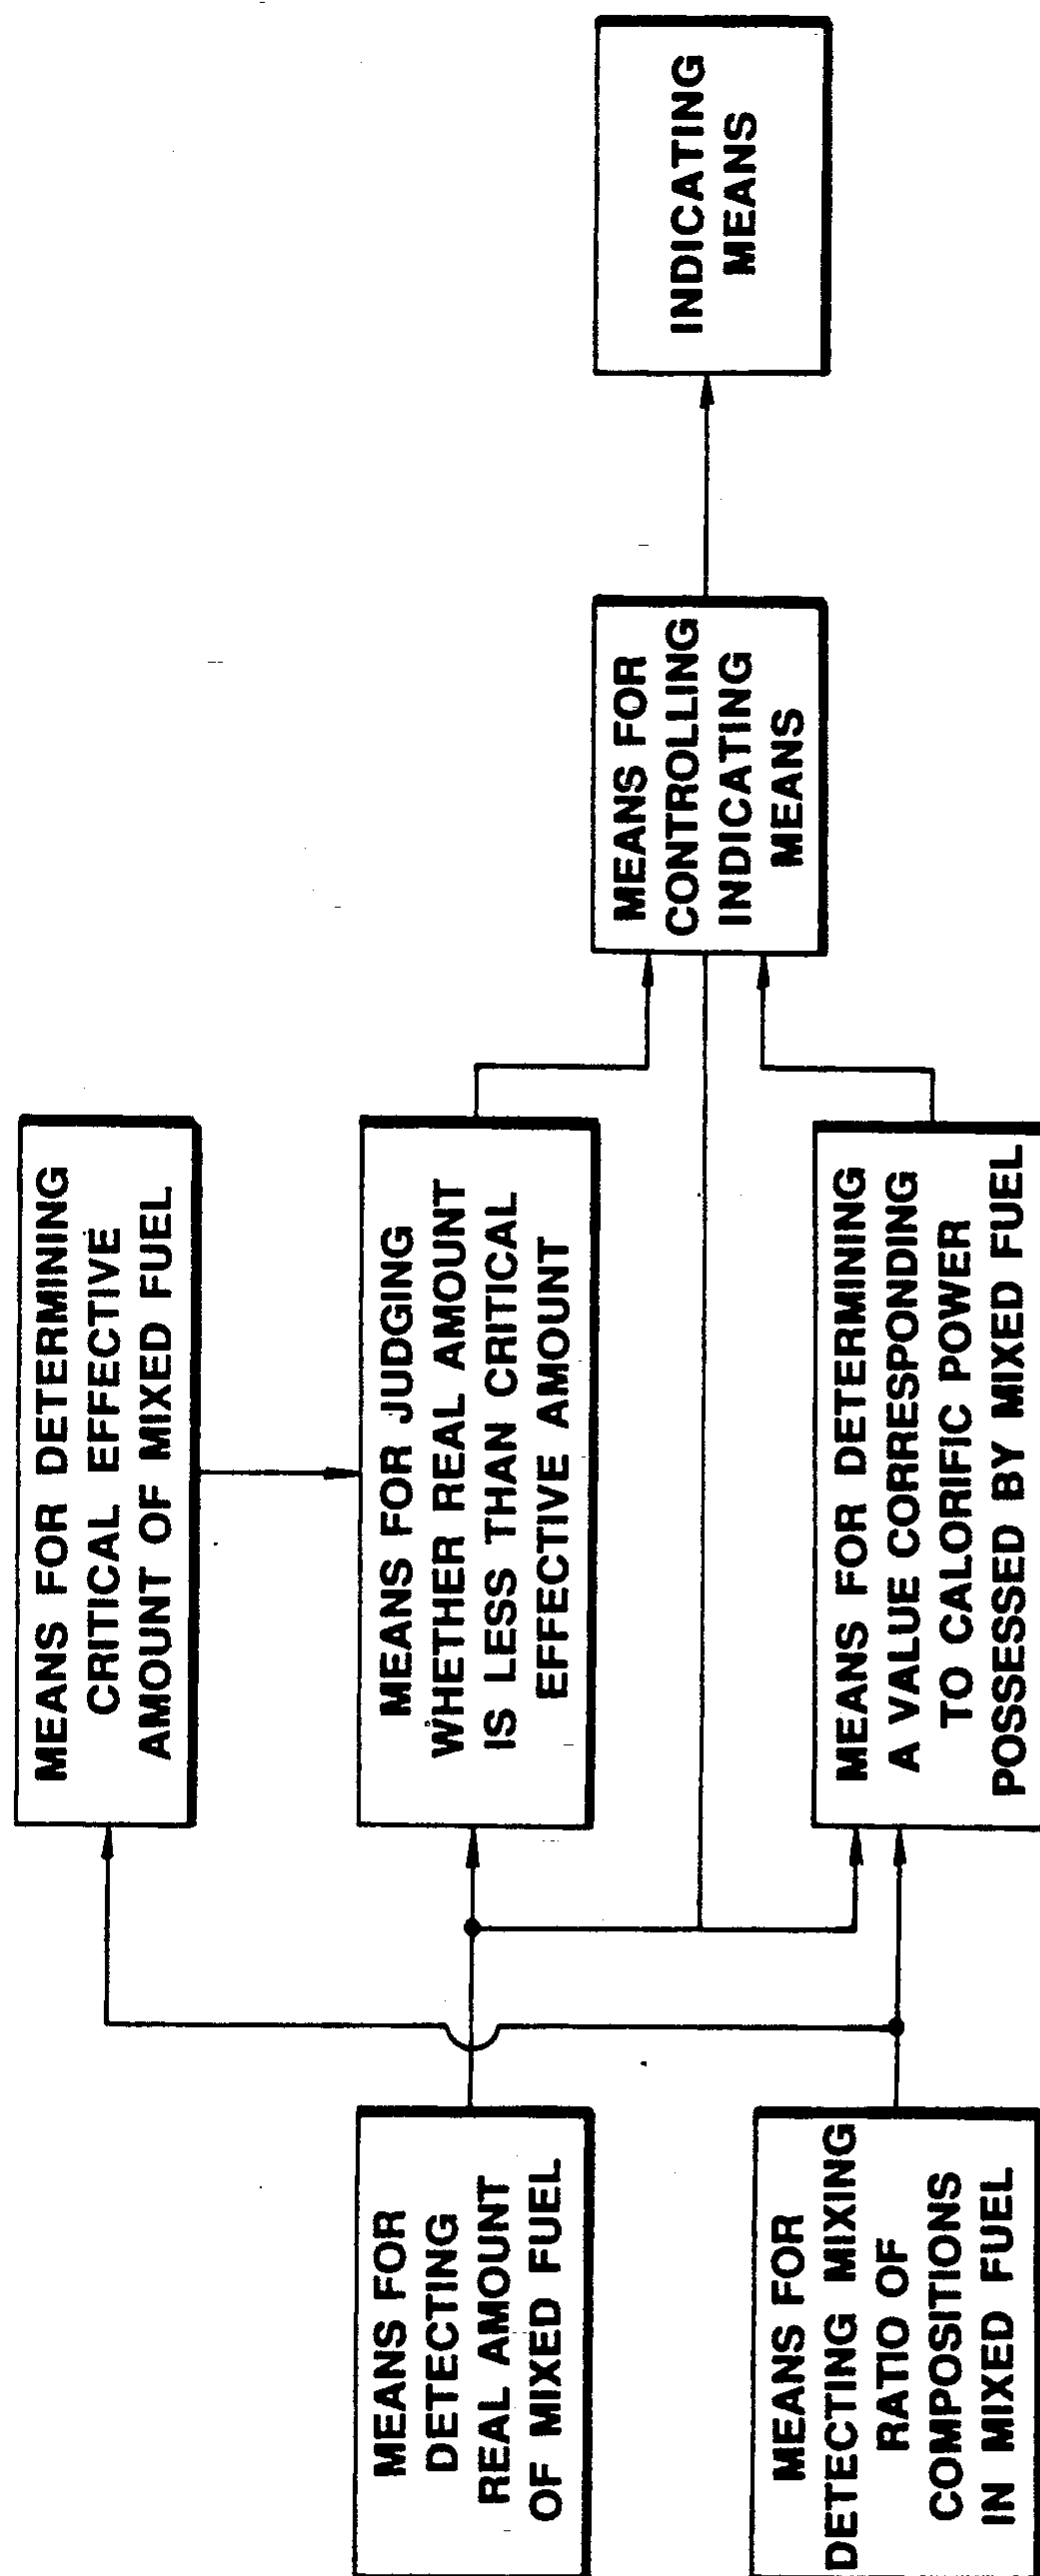 MEANS FOR
DETECTING
REAL AMOUNT
OF MIXED FUEL
MEANS FOR
DETECTING MIXING
RATIO OF
COMPOSITIONS
IN MIXED FUEL
MEANS FOR DETERMINING
CRITICAL EFFECTIVE
AMOUNT OF MIXED FUEL
MEANS FOR JUDGING
WHETHER REAL AMOUNT
IS LESS THAN CRITICAL
EFFECTIVE AMOUNT
MEANS FOR DETERMINING
A VALUE CORRESPONDING
TO CALORIFIC POWER
POSSESSED BY MIXED FUEL
MEANS FOR
CONTROLLING
INDICATING
MEANS
INDICATING
MEANS